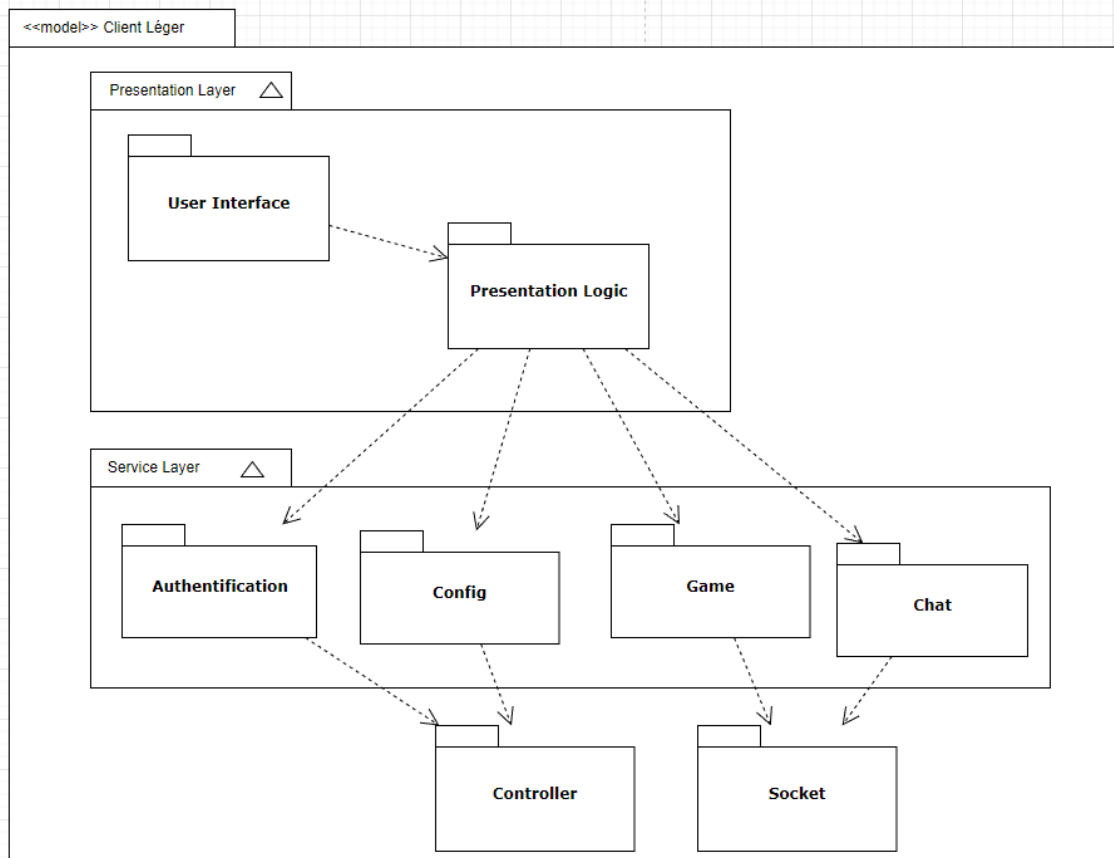 <<model>> Client Léger
Presentation Layer
User Interface
Presentation Logic
Service Layer
Authentification
Config
Game
Chat
Controller
Socket